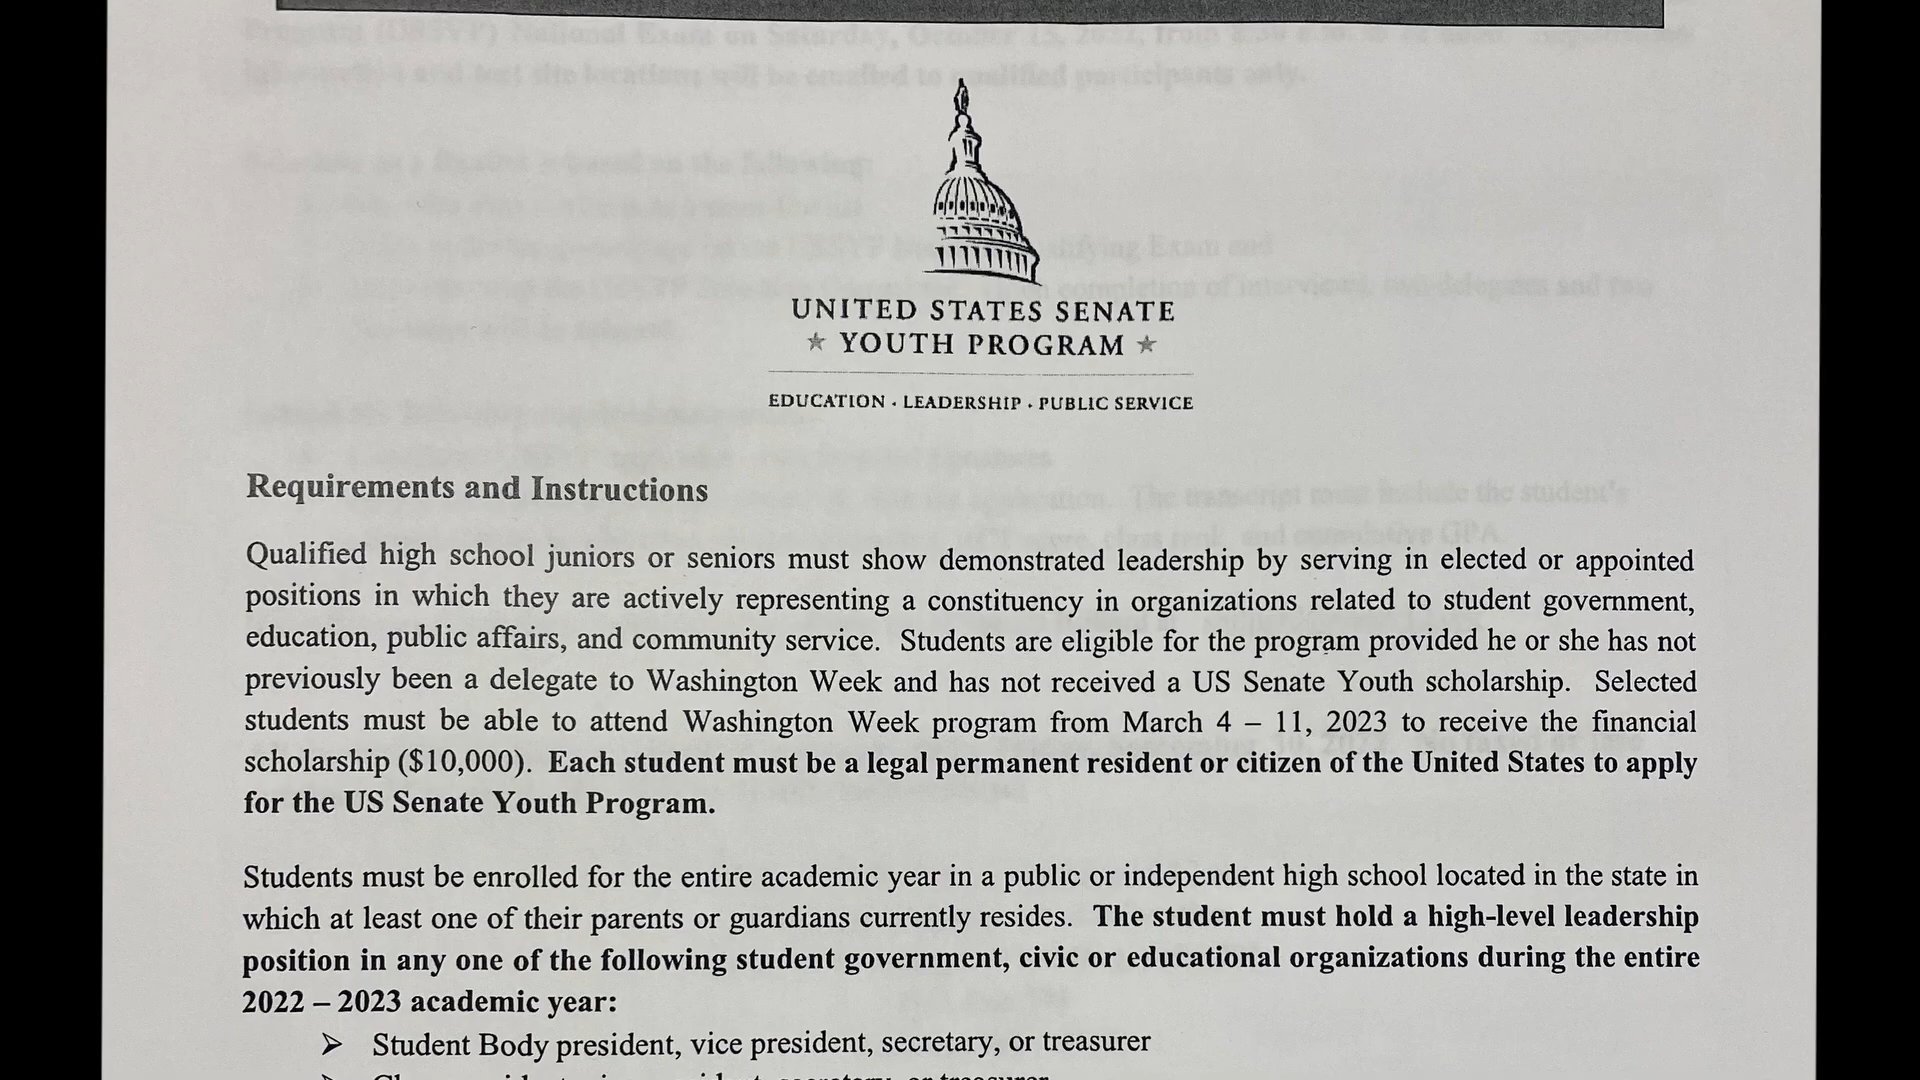 UNITED STATES SENATE
★ YOUTH PROGRAM ★
EDUCATION · LEADERSHIP · PUBLIC SERVICE
Requirements and Instructions
Qualified high school juniors or seniors must show demonstrated leadership by serving in elected or appointed
positions in which they are actively representing a constituency in organizations related to student government,
education, public affairs, and community service. Students are eligible for the program provided he or she has not
previously been a delegate to Washington Week and has not received a US Senate Youth scholarship. Selected
students must be able to attend Washington Week program from March 4 – 11, 2023 to receive the financial
scholarship ($10,000). Each student must be a legal permanent resident or citizen of the United States to apply
for the US Senate Youth Program.
Students must be enrolled for the entire academic year in a public or independent high school located in the state in
which at least one of their parents or guardians currently resides. The student must hold a high-level leadership
position in any one of the following student government, civic or educational organizations during the entire
2022 – 2023 academic year:
➢ Student Body president, vice president, secretary, or treasurer